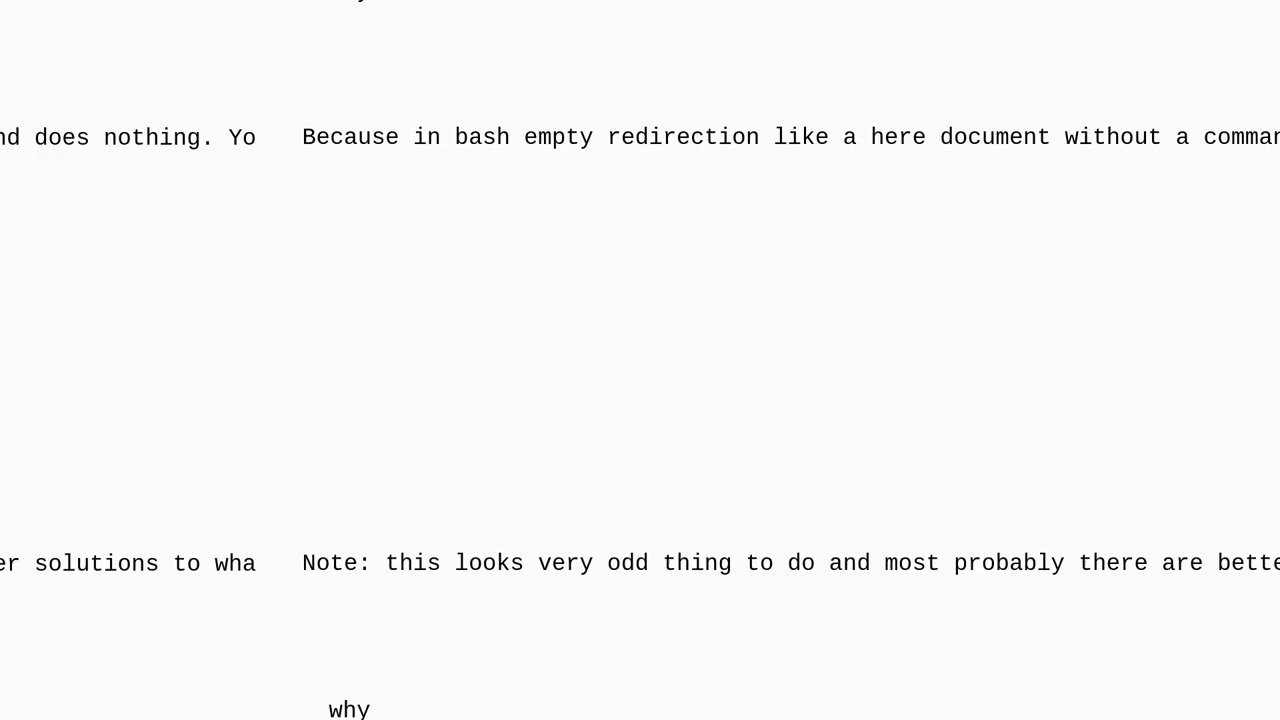 nd does nothing. Yo Because in bash empty redirection like a here document without a comman
er solutions to wha Note: this looks very odd thing to do and most probably there are bette
why